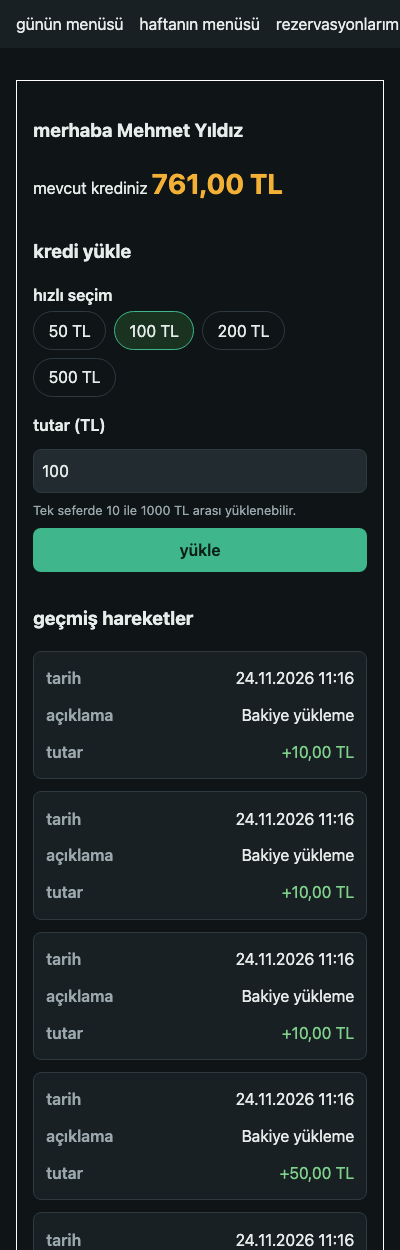 günün menüsü haftanın menüsü rezervasyonlarım
merhaba Mehmet Yıldız
mevcut krediniz 761,00 TL
kredi yükle
hızlı seçim
50 TL 100 TL 200 TL
500 TL
tutar (TL)
100
Tek seferde 10 ile 1000 TL arası yüklenebilir.
yükle
geçmiş hareketler
tarih 24.11.2026 11:16
açıklama Bakiye yükleme
tutar +10,00 TL
tarih 24.11.2026 11:16
açıklama Bakiye yükleme
tutar +10,00 TL
tarih 24.11.2026 11:16
açıklama Bakiye yükleme
tutar +10,00 TL
tarih 24.11.2026 11:16
açıklama Bakiye yükleme
tutar +50,00 TL
tarih 24.11.2026 11:16